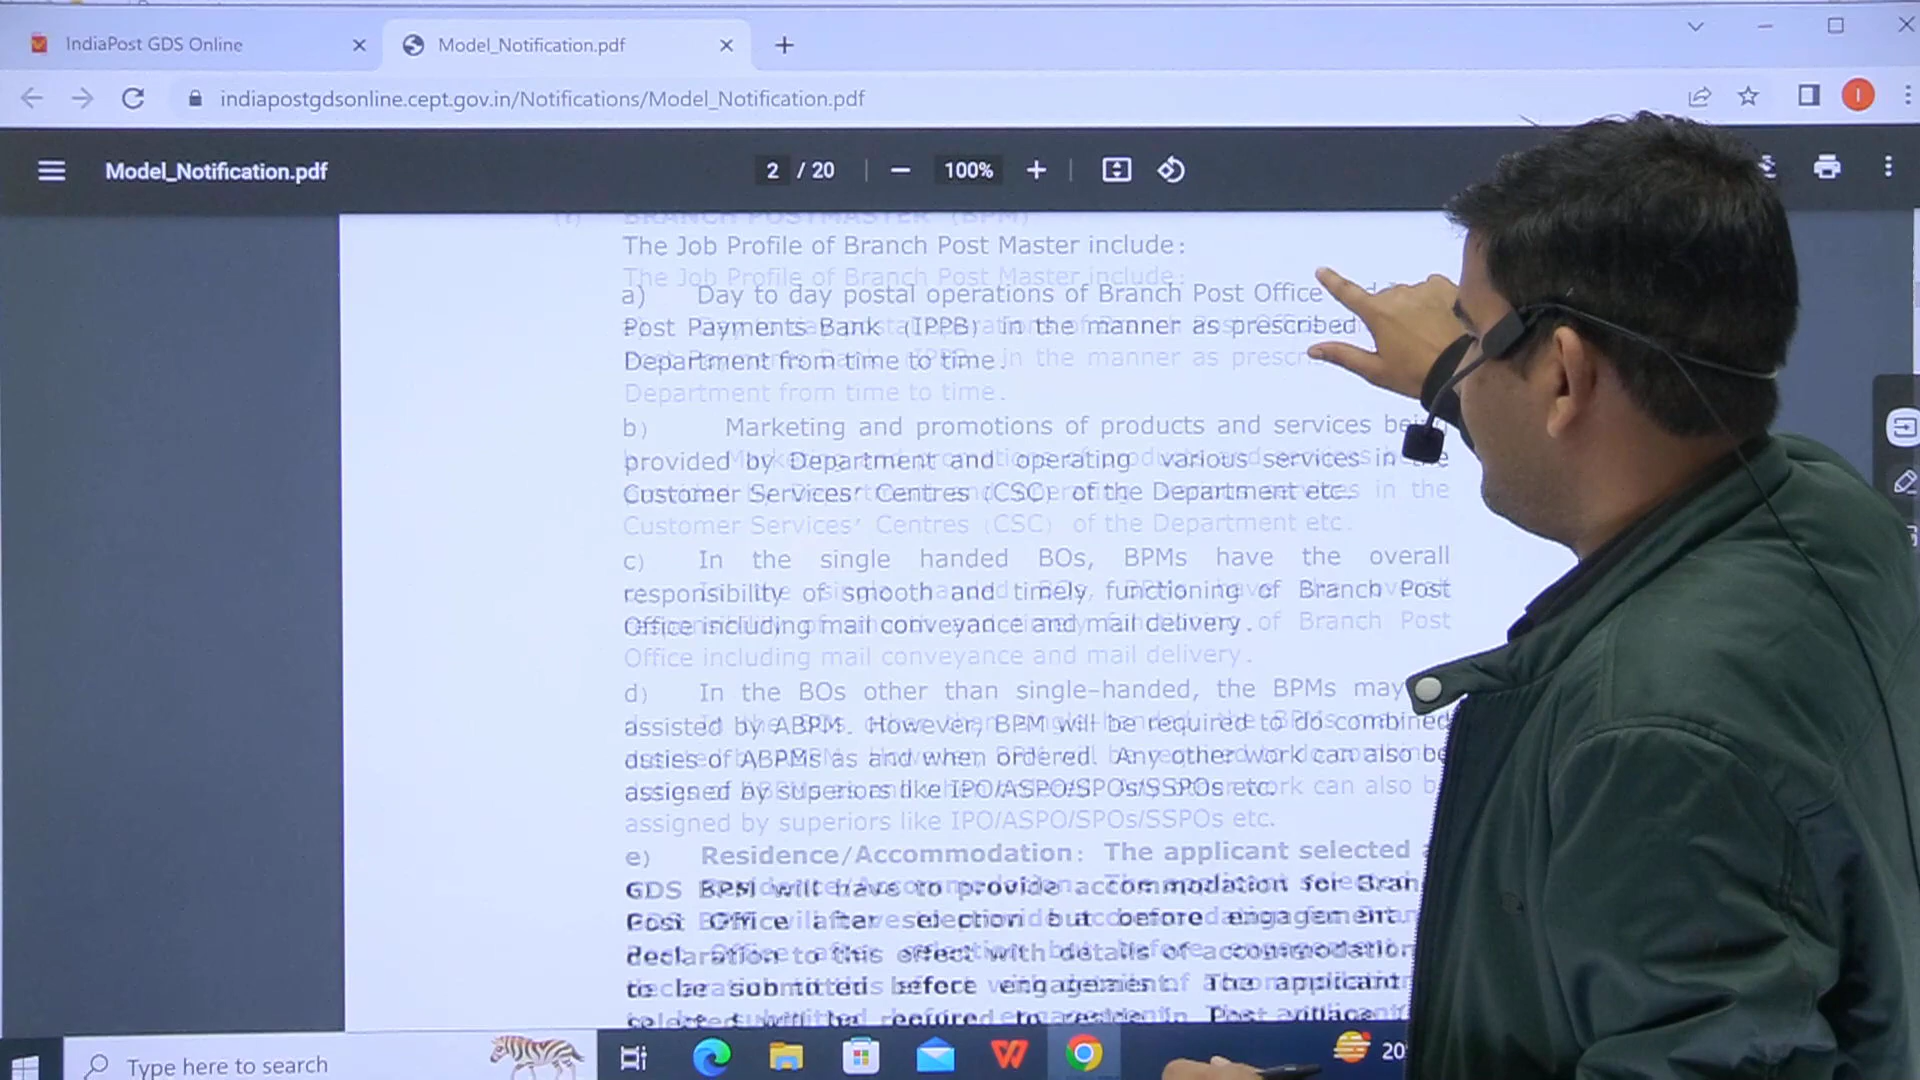 IndiaPost GDS Online
Model_Notification.pdf
indiapostgdsonline.cept.gov.in/Notifications/Model_Notification.pdf
I
Model_Notification.pdf
2 / 20
100%
(i) BRANCH POSTMASTER (BPM)
The Job Profile of Branch Post Master include:
a) Day to day postal operations of Branch Post Office
Post Payments Bank (IPPB) in the manner as prescribed
Department from time to time.
b) Marketing and promotions of products and services being
provided by Department and operating various services in the
Customer Services' Centres (CSC) of the Department etc.
c) In the single handed BOs, BPMs have the overall
responsibility of smooth and timely functioning of Branch Post
Office including mail conveyance and mail delivery.
d) In the BOs other than single-handed, the BPMs may
assisted by ABPM. However, BPM will be required to do combined
duties of ABPMs as and when ordered. Any other work can also be
assigned by superiors like IPO/ASPO/SPOs/SSPOs etc.
e) Residence/Accommodation: The applicant selected
GDS BPM will have to provide accommodation for
Post Office after selection but before engagement.
declaration to this effect with details of accommodation
to be submitted before engagement. The applicant
selected will be required to reside in Post village
Type here to search
20